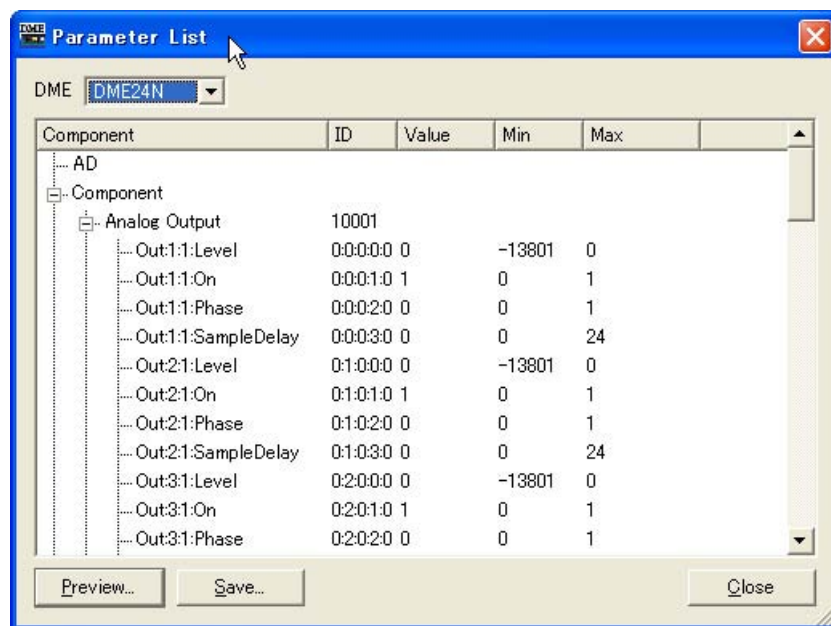 DME Parameter List
DME DME24N
Component ID Value Min Max
AD
Component
Analog Output 10001
Out:1:1:Level 0:0:0:0:0 0 -13801 0
Out:1:1:On 0:0:0:1:0 1 0 1
Out:1:1:Phase 0:0:0:2:0 0 0 1
Out:1:1:SampleDelay 0:0:0:3:0 0 0 24
Out:2:1:Level 0:1:0:0:0 0 -13801 0
Out:2:1:On 0:1:0:1:0 1 0 1
Out:2:1:Phase 0:1:0:2:0 0 0 1
Out:2:1:SampleDelay 0:1:0:3:0 0 0 24
Out:3:1:Level 0:2:0:0:0 0 -13801 0
Out:3:1:On 0:2:0:1:0 1 0 1
Out:3:1:Phase 0:2:0:2:0 0 0 1
Preview... Save... Close